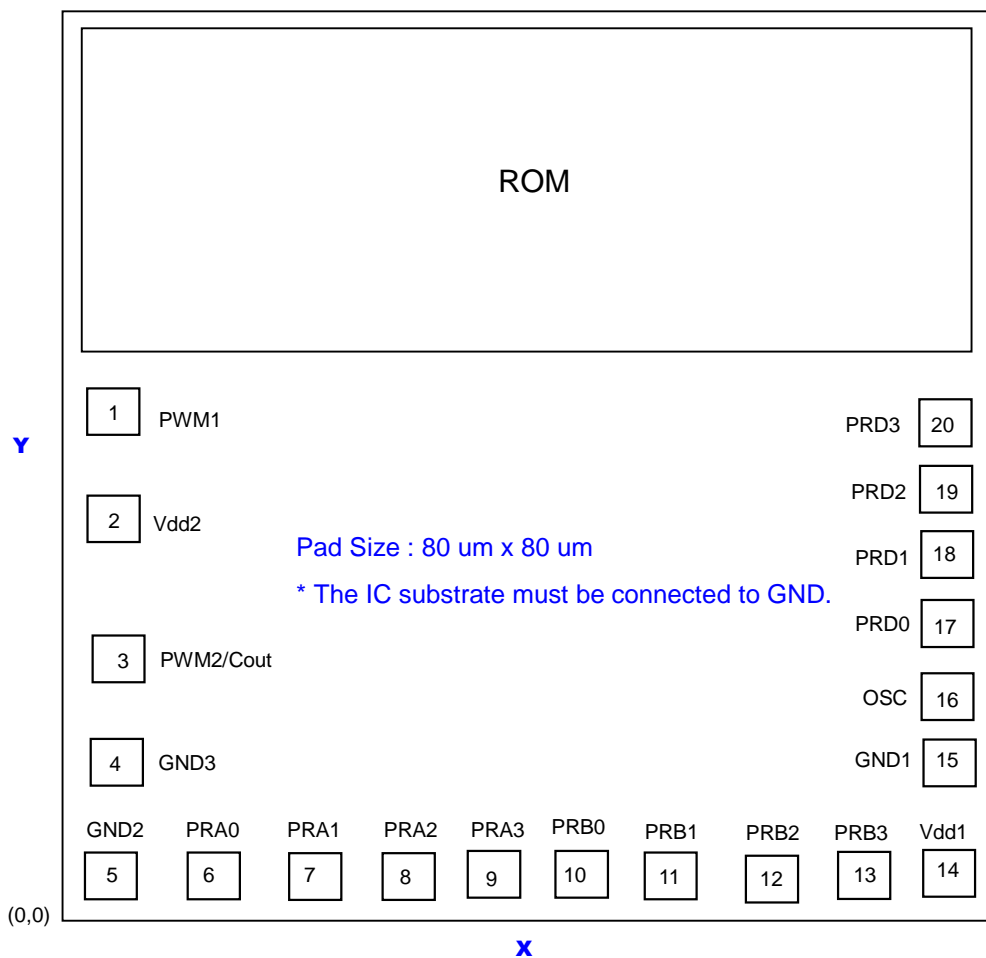 ROM
1 PWM1
PRD3 20
Y
2 Vdd2
PRD2 19
Pad Size : 80 um x 80 um
PRD1 18
* The IC substrate must be connected to GND.
PRD0 17
3 PWM2/Cout
OSC 16
4 GND3
GND1 15
GND2 PRA0 PRA1 PRA2 PRA3 PRB0 PRB1 PRB2 PRB3 Vdd1
5 6 7 8 9 10 11 12 13 14
(0,0)
X